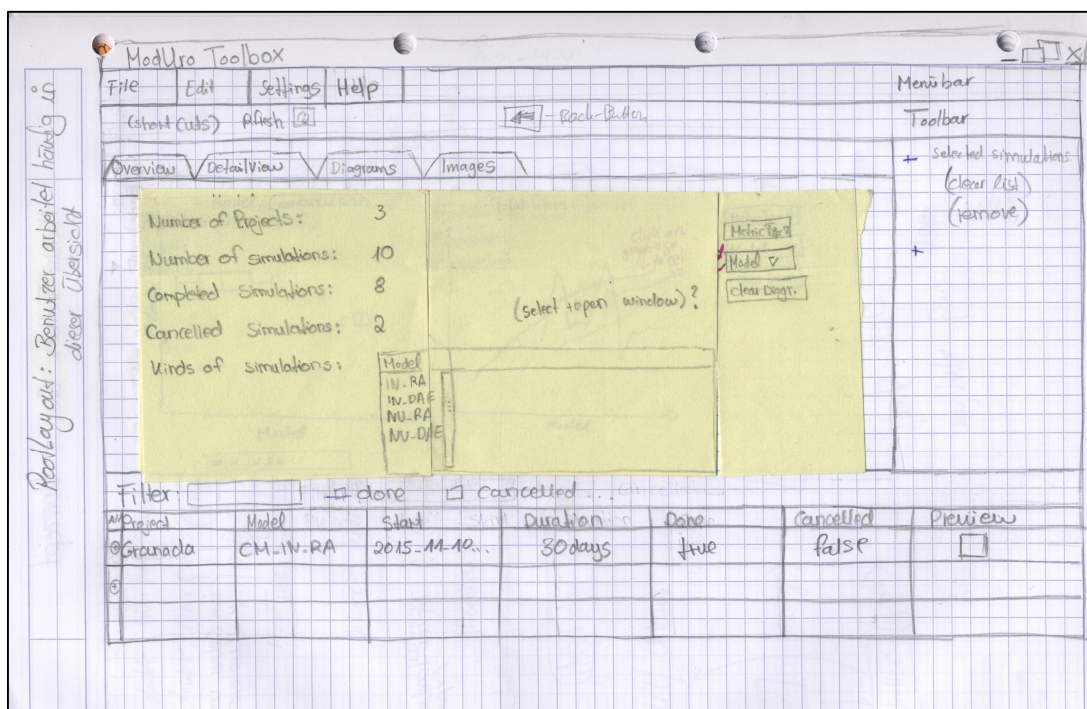 ModUro Toolbox
File Edit Settings Help Menübar
(short cuts) Refresh Back-Button Toolbar
Overview DetailView Diagrams Images
+ selected simulations
(clear list)
(remove)
+
Number of Projects: 3
Number of simulations: 10
Completed simulations: 8
Cancelled simulations: 2
Kinds of simulations:
Model
IN-RA
IN-DAE
NU-RA
NU-DAE
(select + open window)?
Model
clear Diagr.
Filter: done cancelled ...
Project Model Start Duration Done Cancelled Preview
Granada CM-IN-RA 2015-11-10... 30days true false
RootLayout: Benutzer arbeitet häufig in
dieser Übersicht